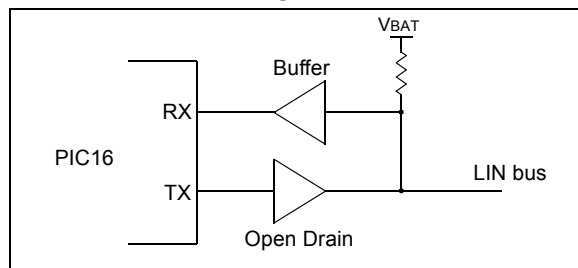 VBAT
Buffer
RX
PIC16
LIN bus
TX
Open Drain